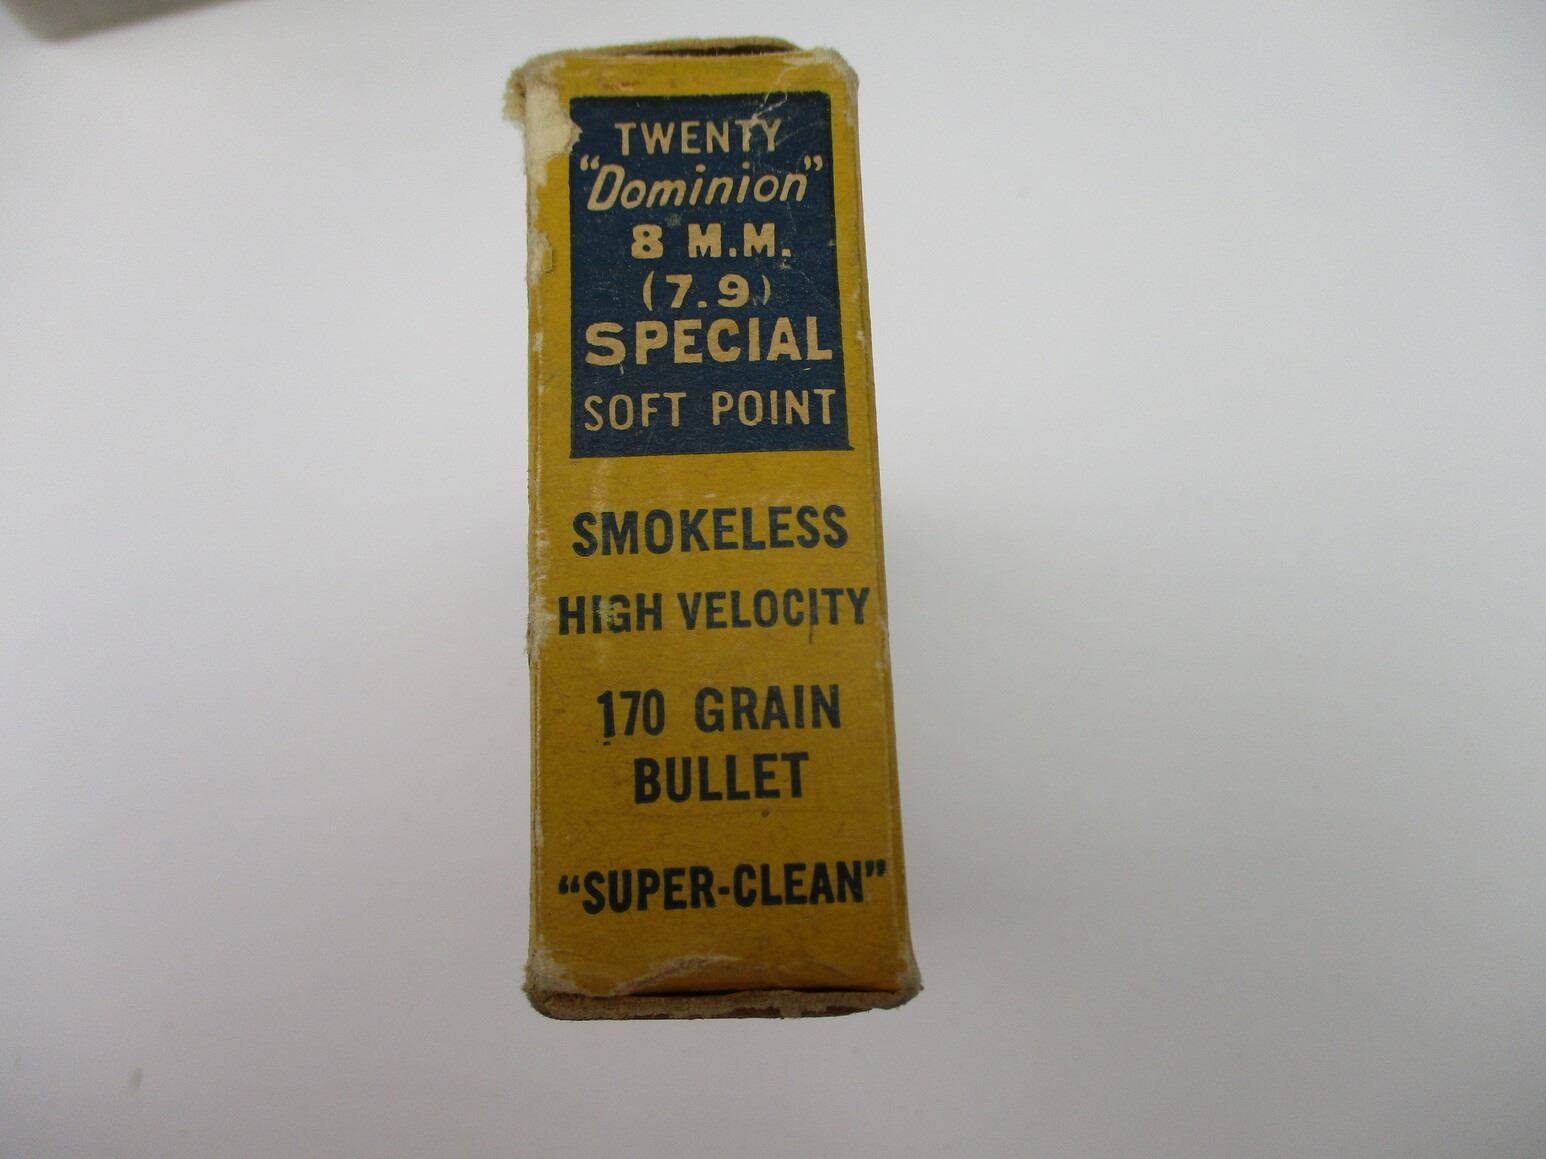 TWENTY
"Dominion"
8 M.M.
(7.9)
SPECIAL
SOFT POINT
SMOKELESS
HIGH VELOCITY
170 GRAIN
BULLET
"SUPER-CLEAN"